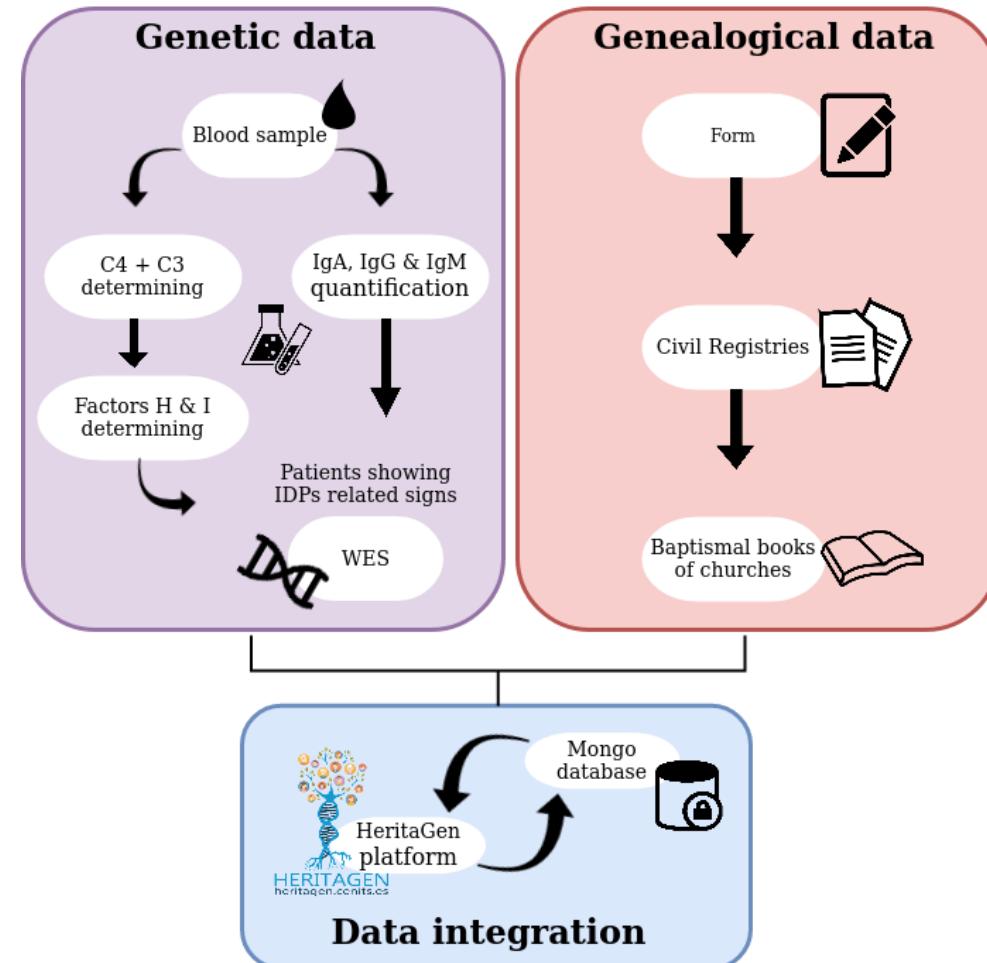 Genetic data
Blood sample
C4 + C3
determining
IgA, IgG & IgM
quantification
Factors H & I
determining
Patients showing
IDPs related signs
WES
Genealogical data
Form
Civil Registries
Baptismal books
of churches
Mongo
database
HeritaGen
platform
HERITAGEN
heritagen.cenits.es
Data integration